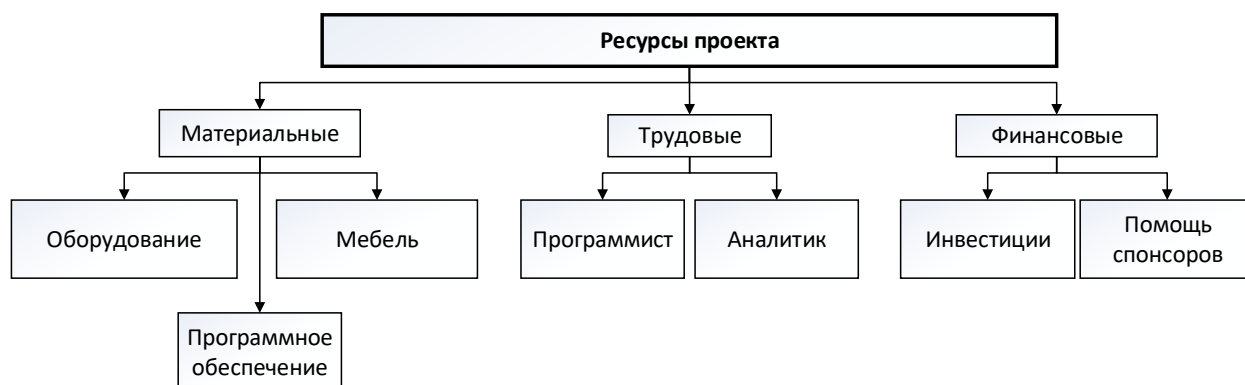 Ресурсы проекта
Материальные
Трудовые
Финансовые
Оборудование
Мебель
Программист
Аналитик
Инвестиции
Помощь
спонсоров
Программное
обеспечение